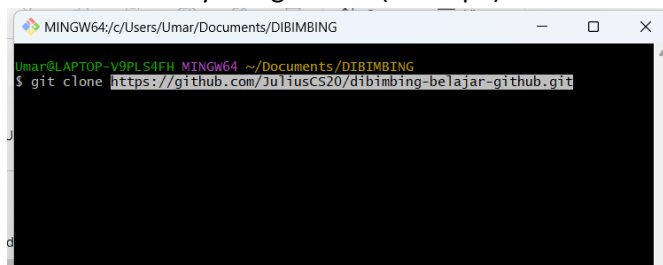 MINGW64:/c/Users/Umar/Documents/DIBIMBING
Umar@LAPTOP-V9PLS4FH MINGW64 ~/Documents/DIBIMBING
$ git clone https://github.com/JuliusCS20/dibimbing-belajar-github.git